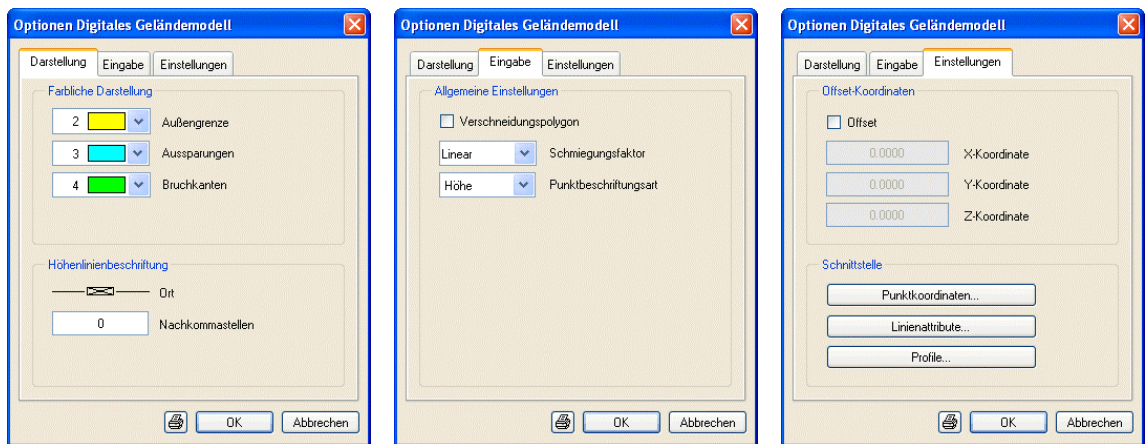 Optionen Digitales Geländemodell
Darstellung Eingabe Einstellungen
Farbliche Darstellung
2 Außengrenze
3 Aussparungen
4 Bruchkanten
Höhenlinienbeschriftung
Ort
0 Nachkommastellen
OK Abbrechen
Optionen Digitales Geländemodell
Darstellung Eingabe Einstellungen
Allgemeine Einstellungen
Verschneidungspolygon
Linear Schmiegungsfaktor
Höhe Punktbeschriftungsart
OK Abbrechen
Optionen Digitales Geländemodell
Darstellung Eingabe Einstellungen
Offset-Koordinaten
Offset
0.0000 X-Koordinate
0.0000 Y-Koordinate
0.0000 Z-Koordinate
Schnittstelle
Punktkoordinaten...
Linienattribute...
Profile...
OK Abbrechen